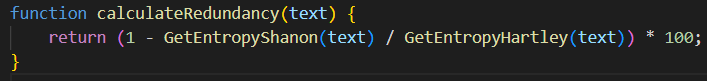 function calculateRedundancy(text) {
    return (1 - GetEntropyShanon(text) / GetEntropyHartley(text)) * 100;
}